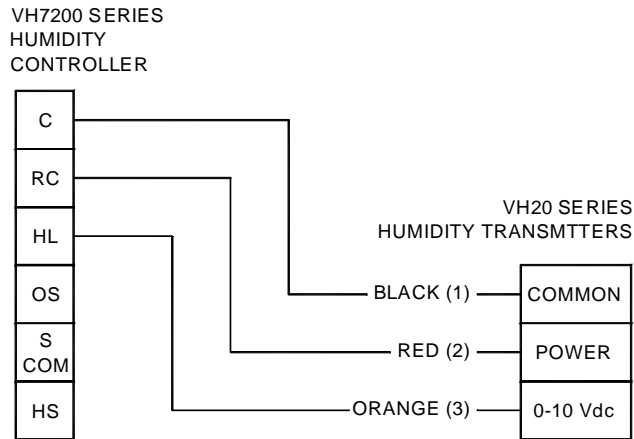 VH7200 SERIES
HUMIDITY
CONTROLLER
C
RC
HL
OS
S
COM
HS
VH20 SERIES
HUMIDITY TRANSMTTERS
BLACK (1)
COMMON
RED (2)
POWER
ORANGE (3)
0-10 Vdc